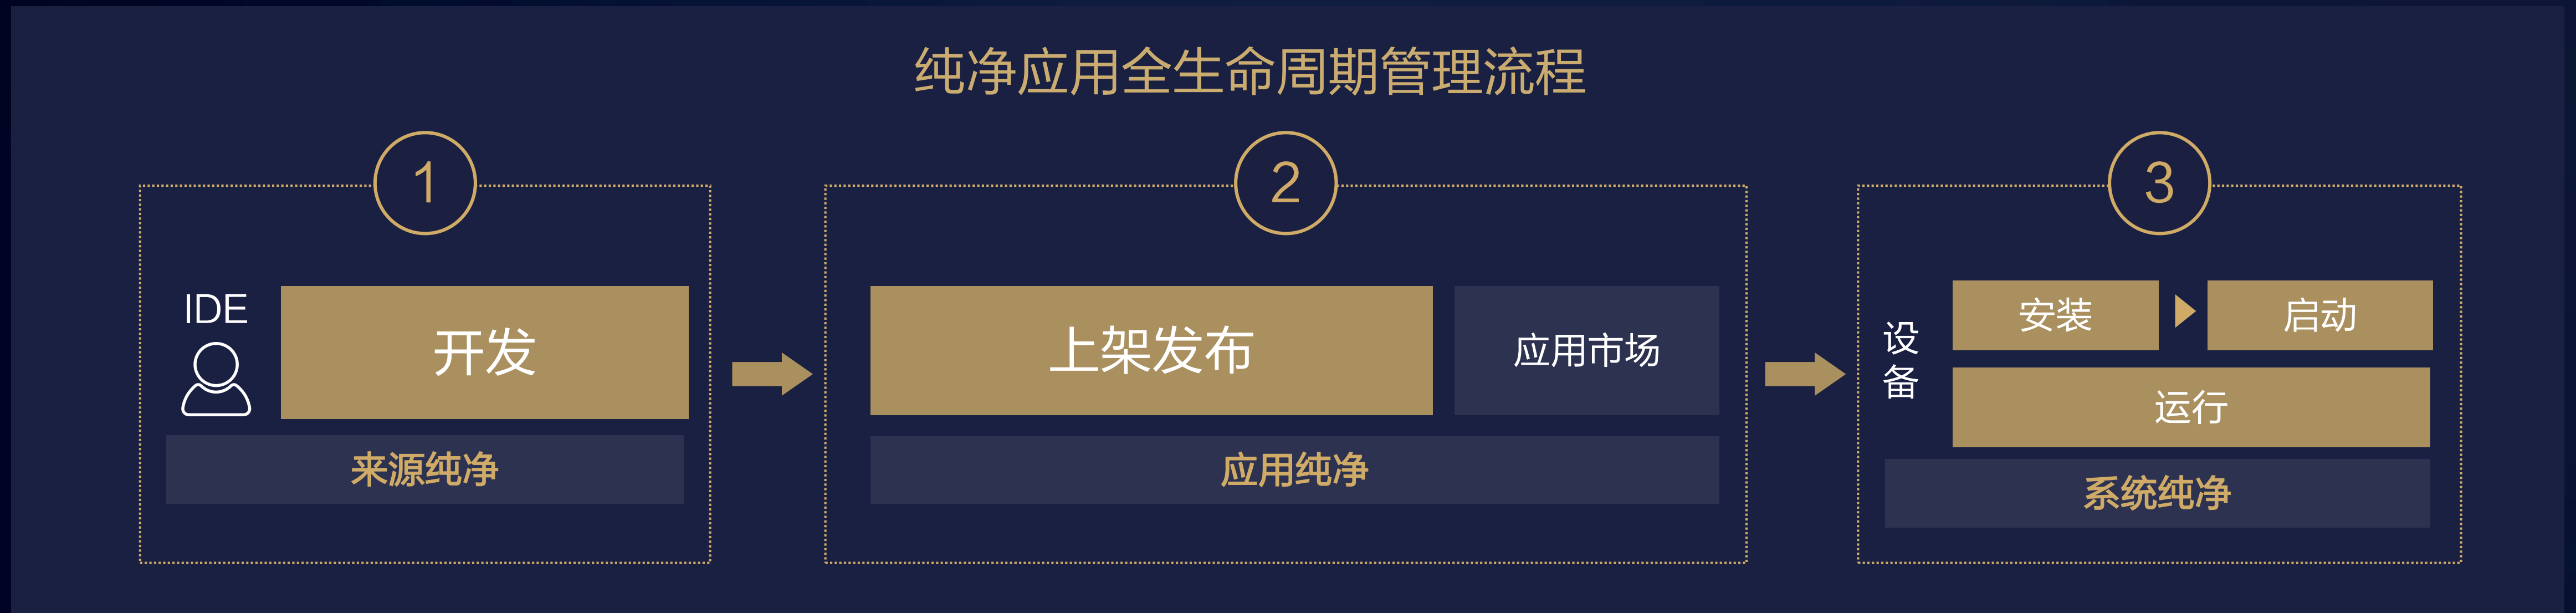 纯净应用全生命周期管理流程
1
IDE
开发
来源纯净
2
上架发布
应用市场
应用纯净
3
设备
安装
启动
运行
系统纯净